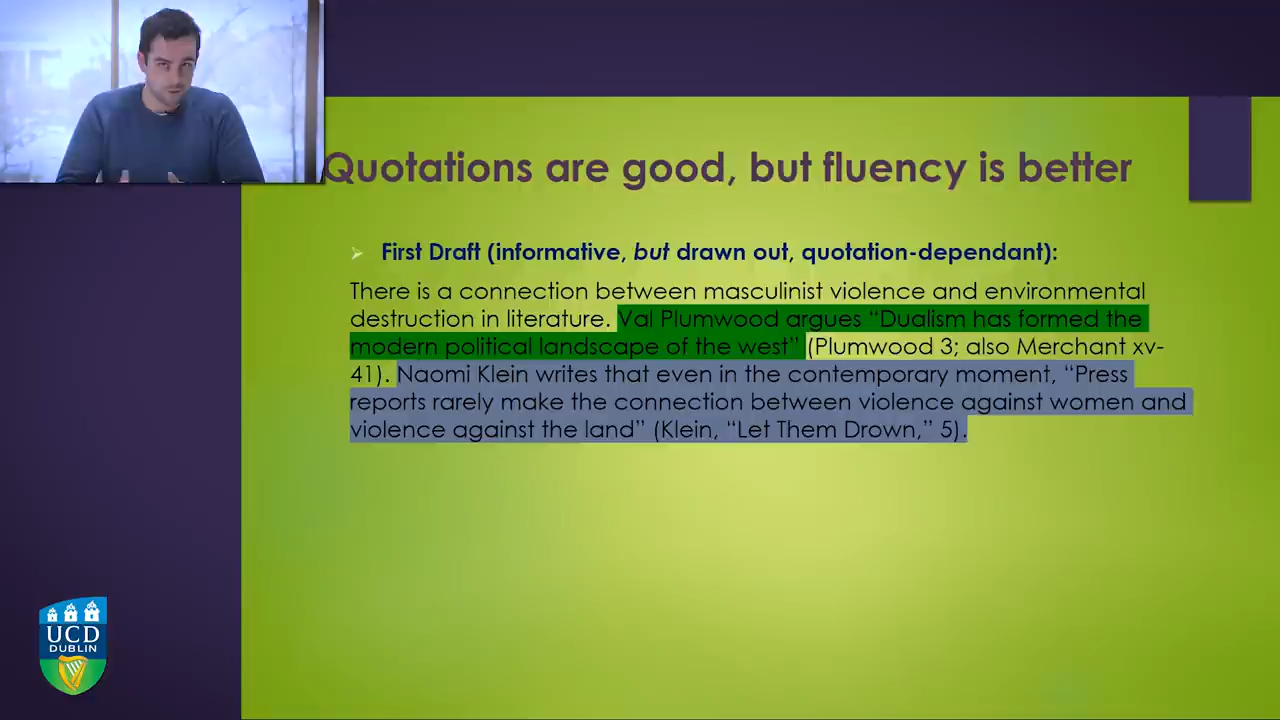 Quotations are good, but fluency is better
First Draft (informative, but drawn out, quotation-dependant):
There is a connection between masculinist violence and environmental
destruction in literature. Val Plumwood argues “Dualism has formed the
modern political landscape of the west” (Plumwood 3; also Merchant xv-
41). Naomi Klein writes that even in the contemporary moment, “Press
reports rarely make the connection between violence against women and
violence against the land” (Klein, “Let Them Drown,” 5).
UCD
DUBLIN